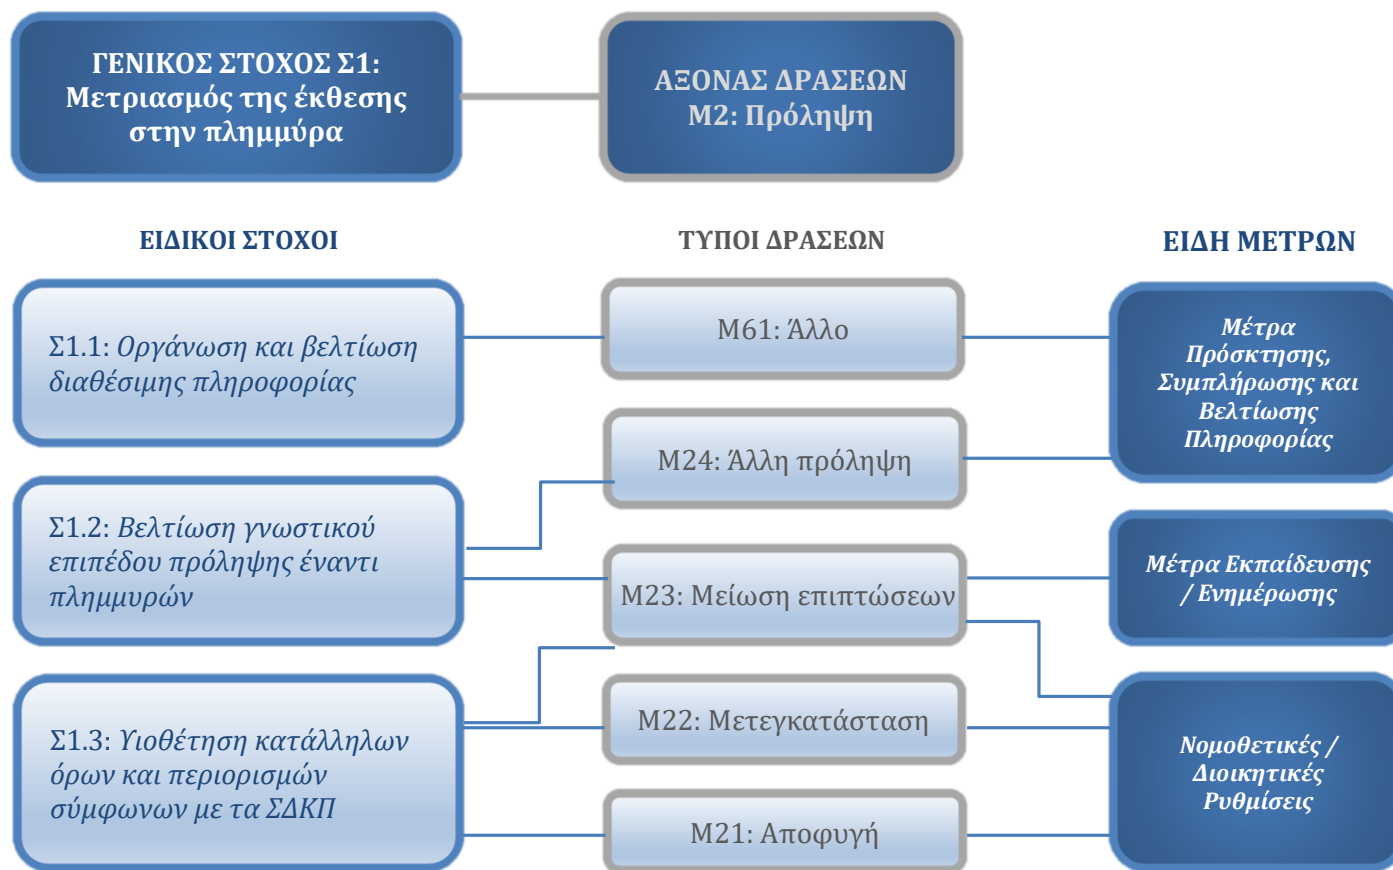 ΓΕΝΙΚΟΣ ΣΤΟΧΟΣ Σ1:
Μετριασμός της έκθεσης
στην πλημμύρα
ΑΞΟΝΑΣ ΔΡΑΣΕΩΝ
Μ2: Πρόληψη
ΕΙΔΙΚΟΙ ΣΤΟΧΟΙ
ΤΥΠΟΙ ΔΡΑΣΕΩΝ
ΕΙΔΗ ΜΕΤΡΩΝ
Σ1.1: Οργάνωση και βελτίωση
διαθέσιμης πληροφορίας
Σ1.2: Βελτίωση γνωστικού
επιπέδου πρόληψης έναντι
πλημμυρών
Σ1.3: Υιοθέτηση κατάλληλων
όρων και περιορισμών
σύμφωνων με τα ΣΔΚΠ
Μ61: Άλλο
Μ24: Άλλη πρόληψη
Μ23: Μείωση επιπτώσεων
Μ22: Μετεγκατάσταση
Μ21: Αποφυγή
Μέτρα
Πρόσκτησης,
Συμπλήρωσης και
Βελτίωσης
Πληροφορίας
Μέτρα Εκπαίδευσης
/ Ενημέρωσης
Νομοθετικές /
Διοικητικές
Ρυθμίσεις